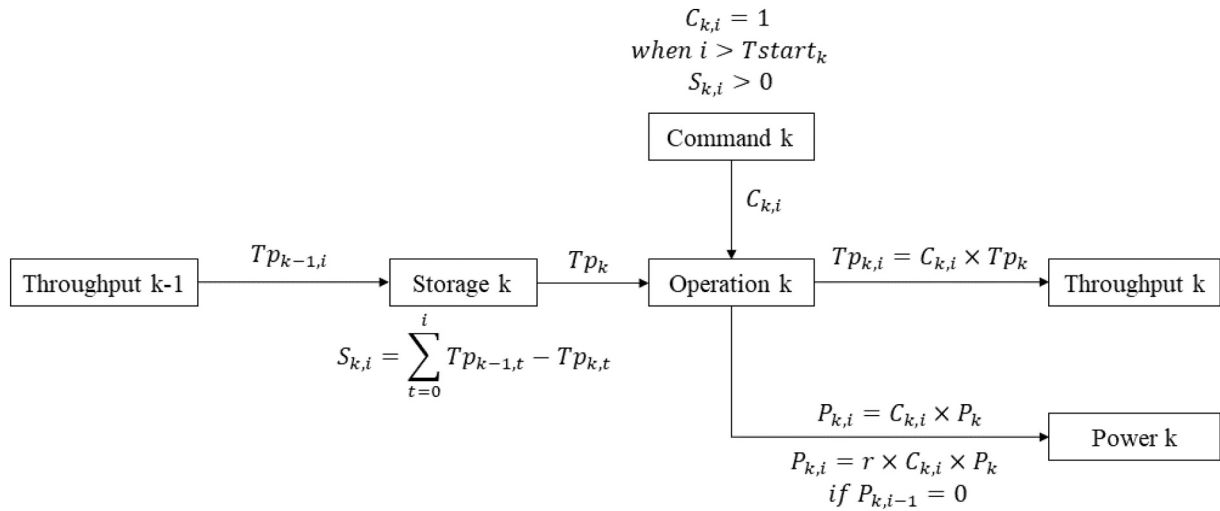 C_{k,i} = 1
when i > Tstart_k
S_{k,i} > 0
Command k
C_{k,i}
Tp_{k-1,i}
Tp_k
Tp_{k,i} = C_{k,i} × Tp_k
Throughput k-1
Storage k
Operation k
Throughput k
S_{k,i} = \sum_{t=0}^{i} Tp_{k-1,t} - Tp_{k,t}
P_{k,i} = C_{k,i} × P_k
Power k
P_{k,i} = r × C_{k,i} × P_k
if P_{k,i-1} = 0